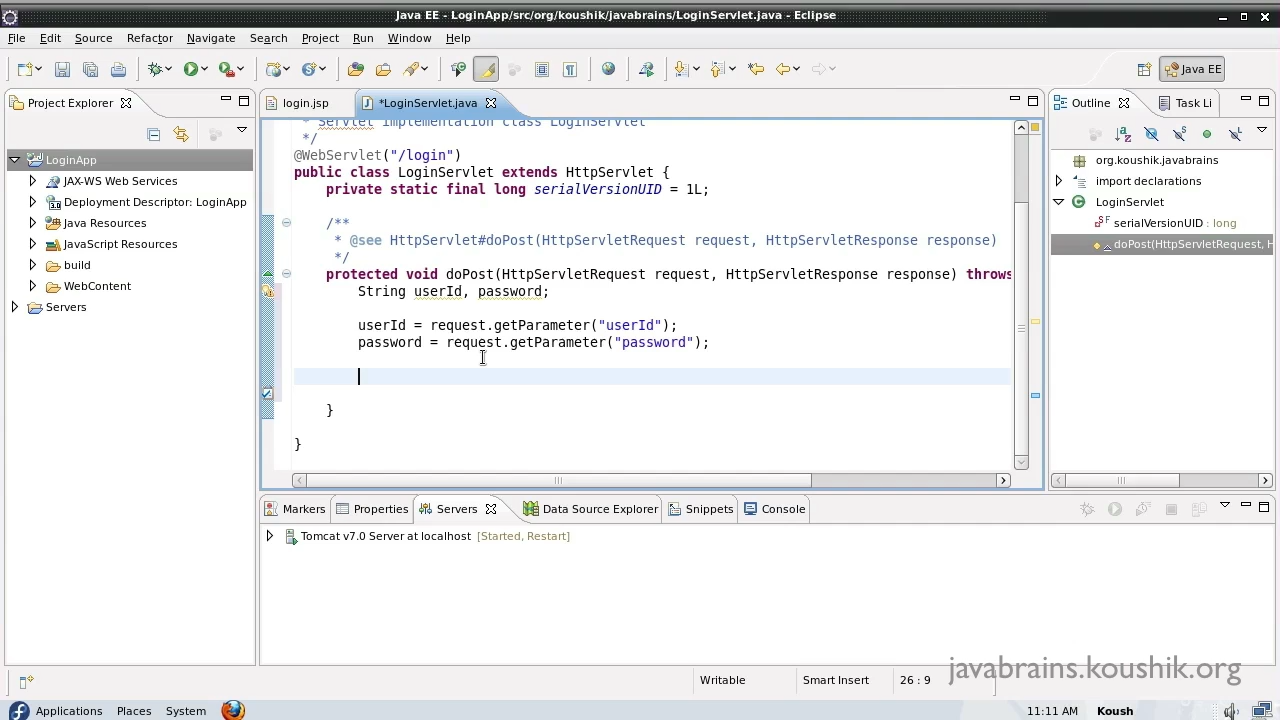 Java EE - LoginApp/src/org/koushik/javabrains/LoginServlet.java - Eclipse
File Edit Source Refactor Navigate Search Project Run Window Help
Java EE
Project Explorer
login.jsp
*LoginServlet.java
Outline
Task Li
LoginApp
JAX-WS Web Services
Deployment Descriptor: LoginApp
Java Resources
JavaScript Resources
build
WebContent
Servers
* Servlet implementation class LoginServlet
*/
@WebServlet("/login")
public class LoginServlet extends HttpServlet {
private static final long serialVersionUID = 1L;
/**
* @see HttpServlet#doPost(HttpServletRequest request, HttpServletResponse response)
*/
protected void doPost(HttpServletRequest request, HttpServletResponse response) throws
String userId, password;
userId = request.getParameter("userId");
password = request.getParameter("password");
}
}
org.koushik.javabrains
import declarations
LoginServlet
serialVersionUID : long
doPost(HttpServletRequest, H
Markers
Properties
Servers
Data Source Explorer
Snippets
Console
Tomcat v7.0 Server at localhost [Started, Restart]
javabrains.koushik.org
Writable
Smart Insert
26 : 9
Applications Places System
11:11 AM
Koush